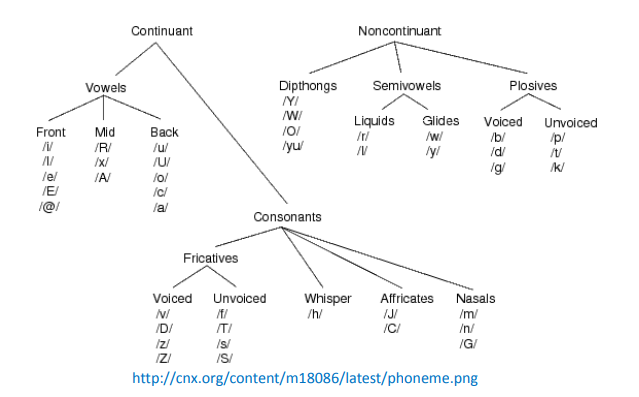 Continuant Noncontinuant
Vowels Dipthongs Semivowels Plosives
/Y/
/W/
/O/
/yu/
Liquids Glides Voiced Unvoiced
/r/ /w/ /b/ /p/
/l/ /y/ /d/ /t/
/g/ /k/
Front Mid Back
/i/ /R/ /u/
/I/ /x/ /U/
/e/ /A/ /o/
/E/ /c/
/@/ /a/
Consonants
Fricatives
Voiced Unvoiced Whisper Affricates Nasals
/v/ /f/ /h/ /J/ /m/
/D/ /T/ /C/ /n/
/z/ /s/ /G/
/Z/ /S/
http://cnx.org/content/m18086/latest/phoneme.png